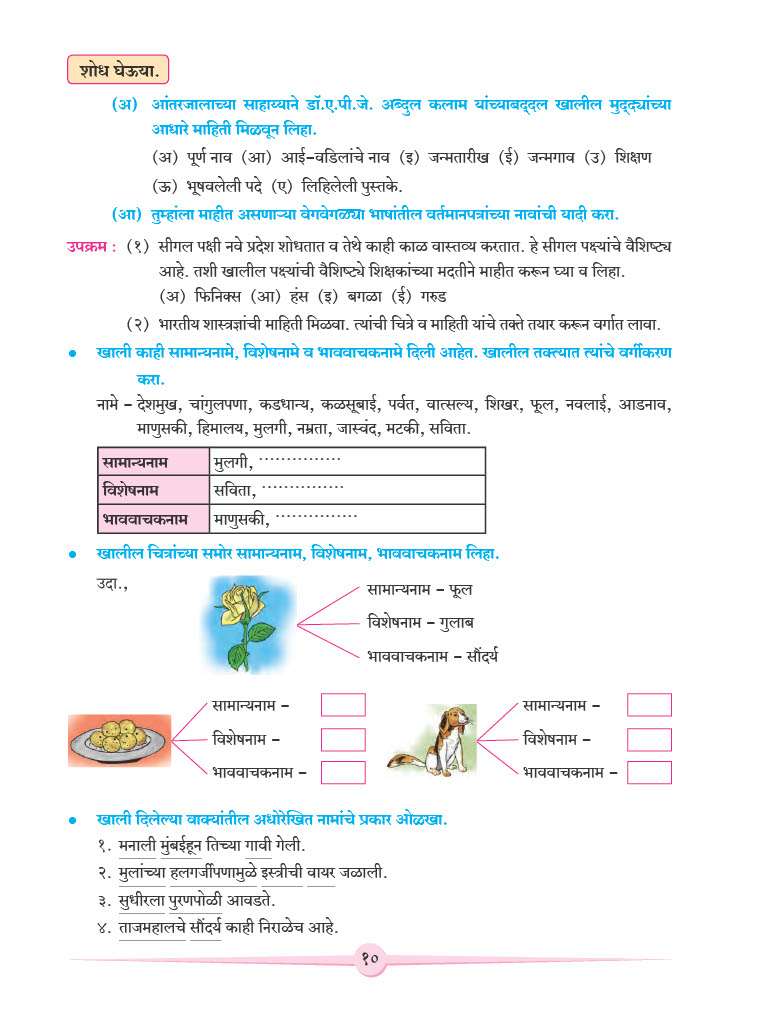 शोध घेऊया.
(अ) आंतरजालाच्या साहाय्याने डॉ.ए.पी.जे. अब्दुल कलाम यांच्याबद्दल खालील मुद्द्यांच्या
आधारे माहिती मिळवून लिहा.
(अ) पूर्ण नाव (आ) आई-वडिलांचे नाव (इ) जन्मतारीख (ई) जन्मगाव (उ) शिक्षण
(ऊ) भूषवलेली पदे (ए) लिहिलेली पुस्तके.
(आ) तुम्हांला माहीत असणाऱ्या वेगवेगळ्या भाषांतील वर्तमानपत्रांच्या नावांची यादी करा.
उपक्रम : (१) सीगल पक्षी नवे प्रदेश शोधतात व तेथे काही काळ वास्तव्य करतात. हे सीगल पक्ष्यांचे वैशिष्ट्य
आहे. तशी खालील पक्ष्यांची वैशिष्ट्ये शिक्षकांच्या मदतीने माहीत करून घ्या व लिहा.
(अ) फिनिक्स (आ) हंस (इ) बगळा (ई) गरुड
(२) भारतीय शास्त्रज्ञांची माहिती मिळवा. त्यांची चित्रे व माहिती यांचे तक्ते तयार करून वर्गात लावा.
• खाली काही सामान्यनामे, विशेषनामे व भाववाचकनामे दिली आहेत. खालील तक्त्यात त्यांचे वर्गीकरण
करा.
नामे – देशमुख, चांगुलपणा, कडधान्य, कळसूबाई, पर्वत, वात्सल्य, शिखर, फूल, नवलाई, आडनाव,
माणुसकी, हिमालय, मुलगी, नम्रता, जास्वंद, मटकी, सविता.
सामान्यनाम मुलगी, ...............
विशेषनाम सविता, ...............
भाववाचकनाम माणुसकी, ...............
• खालील चित्रांच्या समोर सामान्यनाम, विशेषनाम, भाववाचकनाम लिहा.
उदा.,
सामान्यनाम – फूल
विशेषनाम – गुलाब
भाववाचकनाम – सौंदर्य
सामान्यनाम –
विशेषनाम –
भाववाचकनाम –
सामान्यनाम –
विशेषनाम –
भाववाचकनाम –
• खाली दिलेल्या वाक्यांतील अधोरेखित नामांचे प्रकार ओळखा.
१. मनाली मुंबईहून तिच्या गावी गेली.
२. मुलांच्या हलगर्जीपणामुळे इस्त्रीची वायर जळाली.
३. सुधीरला पुरणपोळी आवडते.
४. ताजमहालचे सौंदर्य काही निराळेच आहे.
१०